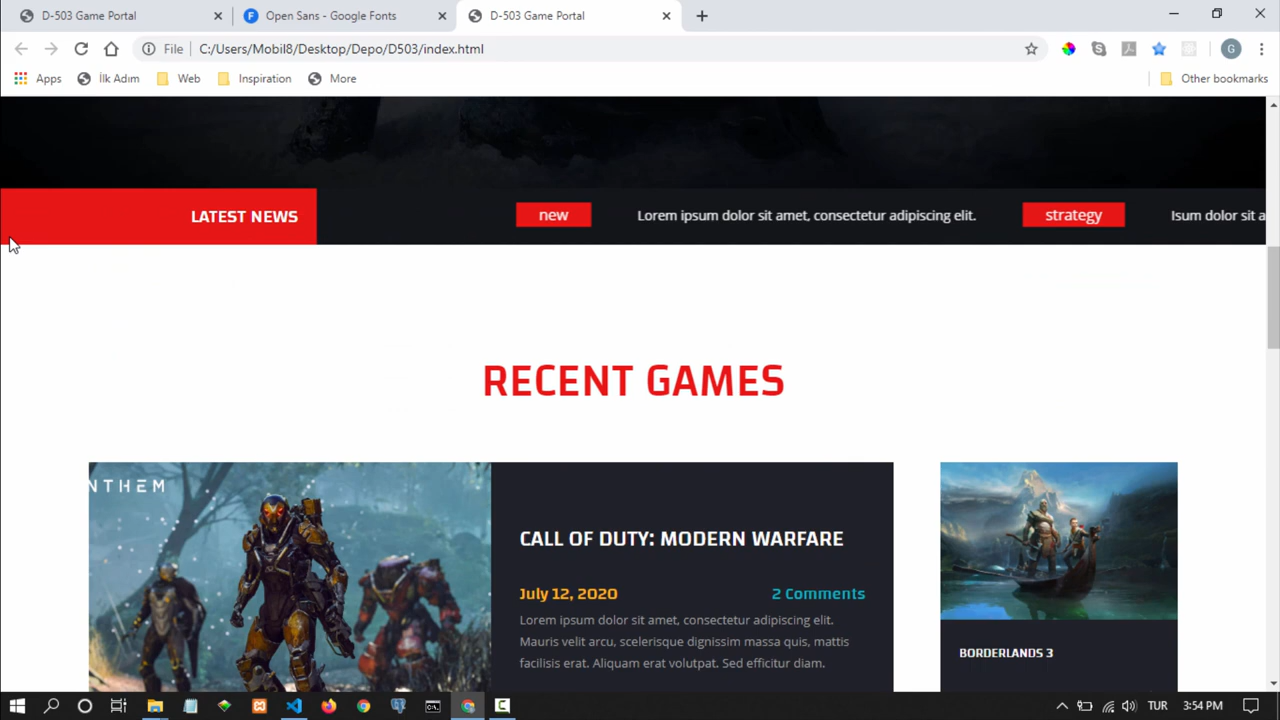 D-503 Game Portal
Open Sans - Google Fonts
D-503 Game Portal
File
C:/Users/Mobil8/Desktop/Depo/D503/index.html
G
Apps
İlk Adım
Web
Inspiration
More
Other bookmarks
LATEST NEWS
new
Lorem ipsum dolor sit amet, consectetur adipiscing elit.
strategy
Isum dolor sit a
RECENT GAMES
NTHEM
CALL OF DUTY: MODERN WARFARE
July 12, 2020
2 Comments
Lorem ipsum dolor sit amet, consectetur adipiscing elit.
Mauris velit arcu, scelerisque dignissim massa quis, mattis
facilisis erat. Aliquam erat volutpat. Sed efficitur diam.
BORDERLANDS 3
TUR
3:54 PM